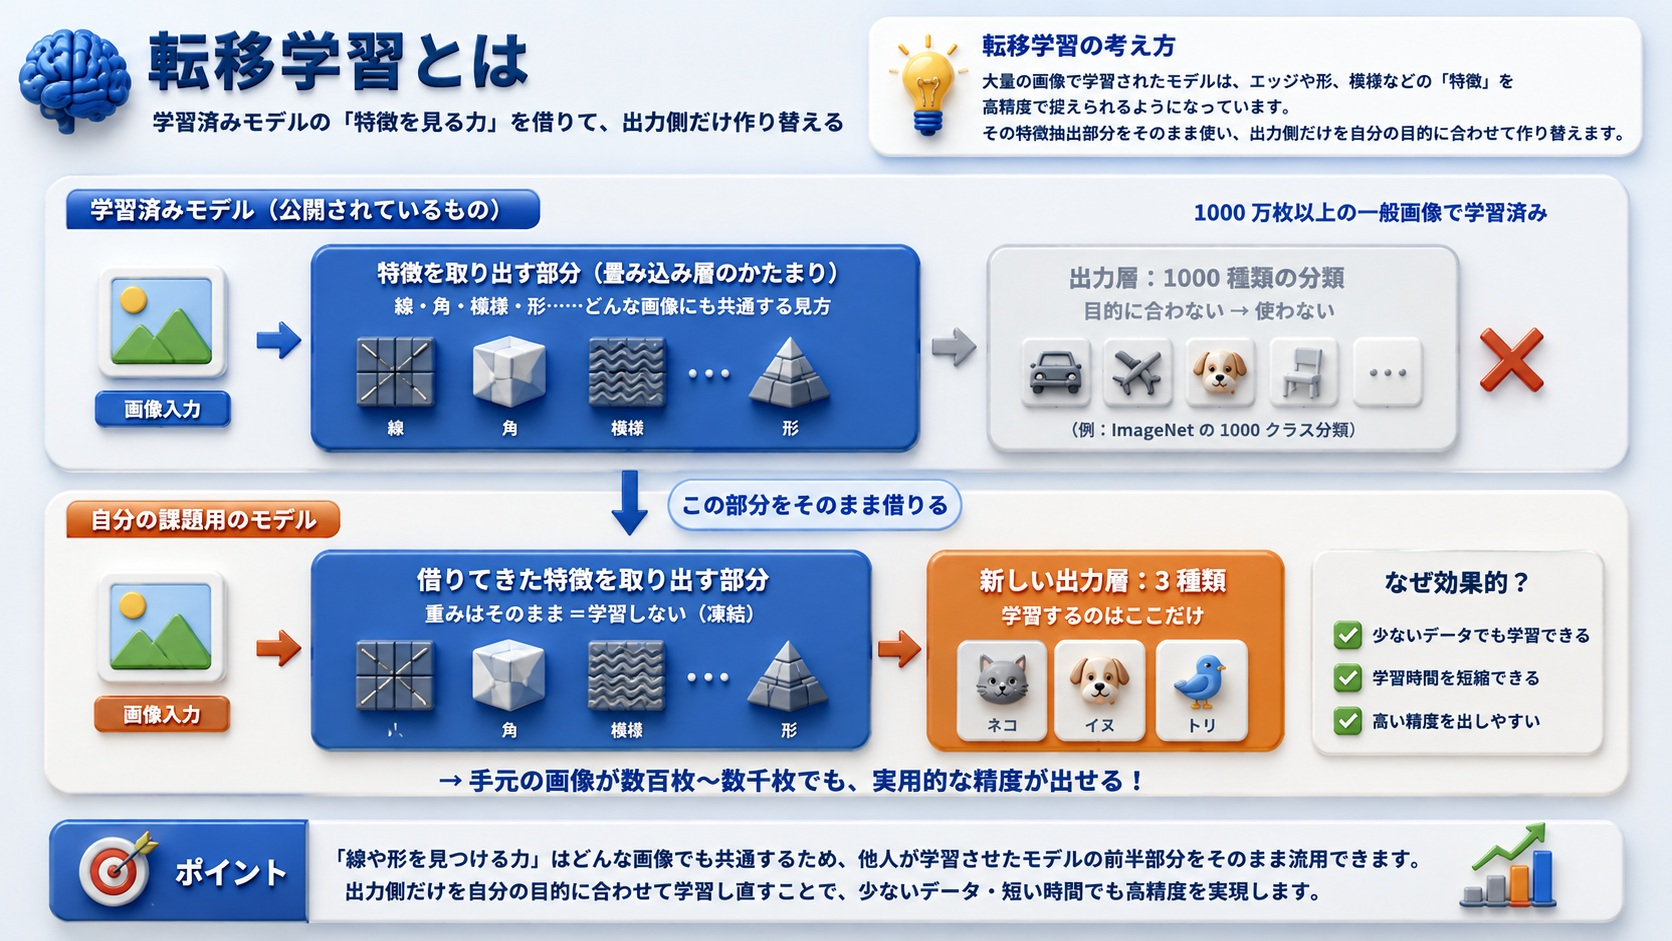 転移学習とは
学習済みモデルの「特徴を見る力」を借りて、出力側だけ作り替える
転移学習の考え方
大量の画像で学習されたモデルは、エッジや形、模様などの「特徴」を
高精度で捉えられるようになっています。
その特徴抽出部分をそのまま使い、出力側だけを自分の目的に合わせて作り替えます。
学習済みモデル（公開されているもの）
1000 万枚以上の一般画像で学習済み
画像入力
特徴を取り出す部分（畳み込み層のかたまり）
線・角・模様・形……どんな画像にも共通する見方
線
角
模様
形
出力層：1000 種類の分類
目的に合わない → 使わない
（例：ImageNet の 1000 クラス分類）
この部分をそのまま借りる
自分の課題用のモデル
画像入力
借りてきた特徴を取り出す部分
重みはそのまま＝学習しない（凍結）
角
模様
形
新しい出力層：3 種類
学習するのはここだけ
ネコ
イヌ
トリ
なぜ効果的？
少ないデータでも学習できる
学習時間を短縮できる
高い精度を出しやすい
→ 手元の画像が数百枚～数千枚でも、実用的な精度が出せる！
ポイント
「線や形を見つける力」はどんな画像でも共通するため、他人が学習させたモデルの前半部分をそのまま流用できます。
出力側だけを自分の目的に合わせて学習し直すことで、少ないデータ・短い時間でも高精度を実現します。